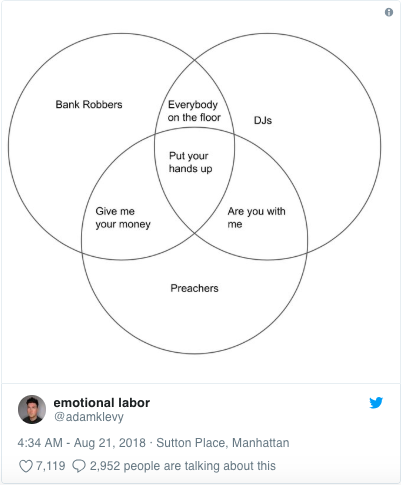 Bank Robbers
Everybody
on the floor
DJs
Put your
hands up
Give me
your money
Are you with
me
Preachers
emotional labor
@adamklevy
4:34 AM - Aug 21, 2018 · Sutton Place, Manhattan
7,119 2,952 people are talking about this